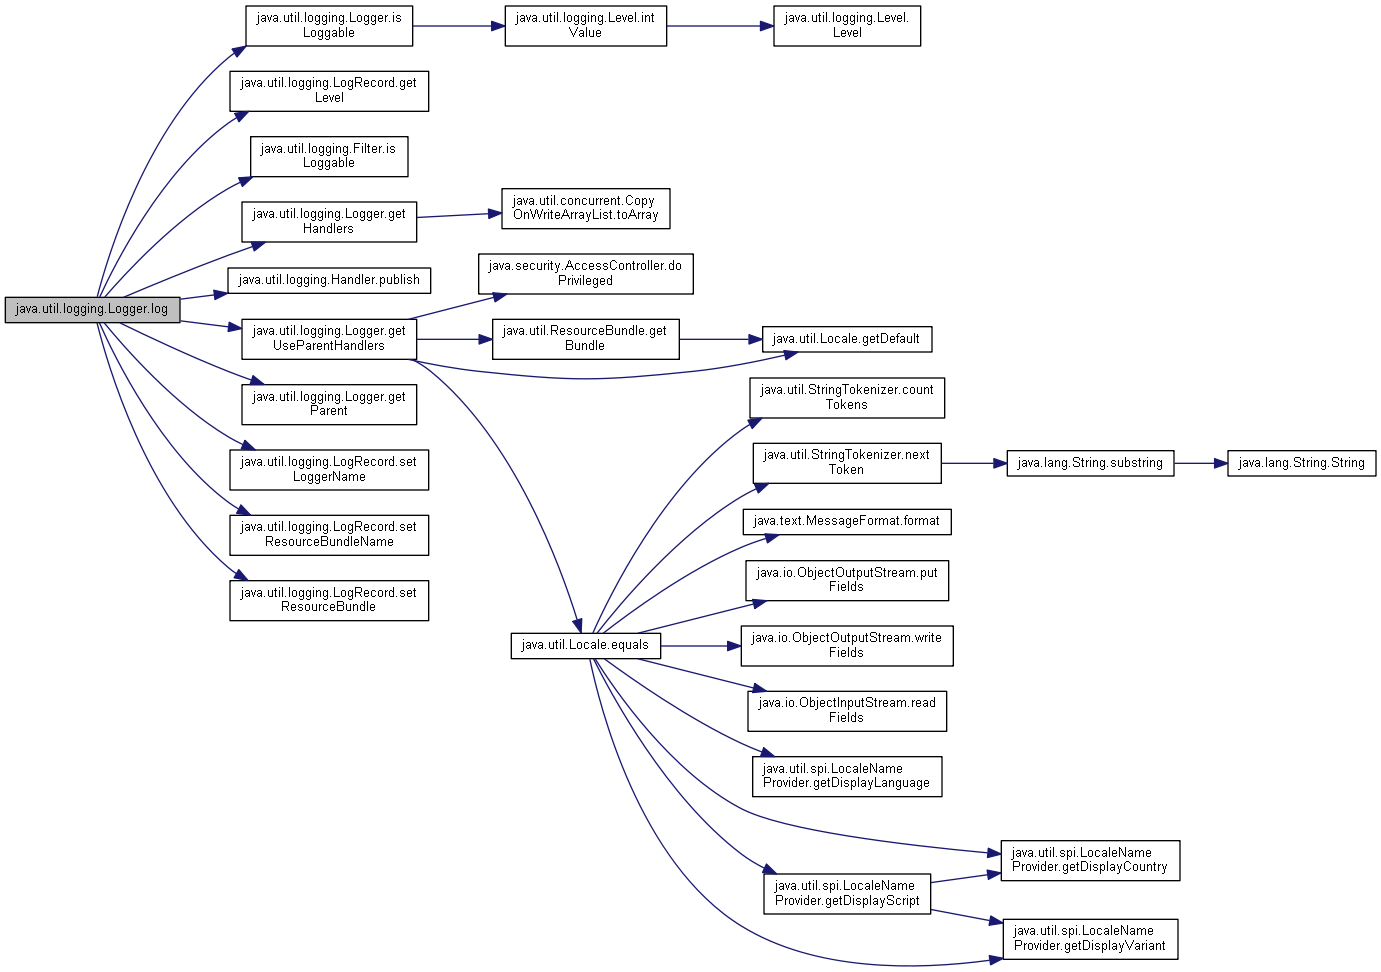 java.util.logging.Logger.log
java.util.logging.Logger.is
Loggable
java.util.logging.Level.int
Value
java.util.logging.Level.
Level
java.util.logging.LogRecord.get
Level
java.util.logging.Filter.is
Loggable
java.util.logging.Logger.get
Handlers
java.util.concurrent.Copy
OnWriteArrayList.toArray
java.util.logging.Handler.publish
java.util.logging.Logger.get
UseParentHandlers
java.security.AccessController.do
Privileged
java.util.ResourceBundle.get
Bundle
java.util.Locale.getDefault
java.util.logging.Logger.get
Parent
java.util.logging.LogRecord.set
LoggerName
java.util.logging.LogRecord.set
ResourceBundleName
java.util.logging.LogRecord.set
ResourceBundle
java.util.Locale.equals
java.util.StringTokenizer.count
Tokens
java.util.StringTokenizer.next
Token
java.lang.String.substring
java.lang.String.String
java.text.MessageFormat.format
java.io.ObjectOutputStream.put
Fields
java.io.ObjectOutputStream.write
Fields
java.io.ObjectInputStream.read
Fields
java.util.spi.LocaleName
Provider.getDisplayLanguage
java.util.spi.LocaleName
Provider.getDisplayCountry
java.util.spi.LocaleName
Provider.getDisplayScript
java.util.spi.LocaleName
Provider.getDisplayVariant